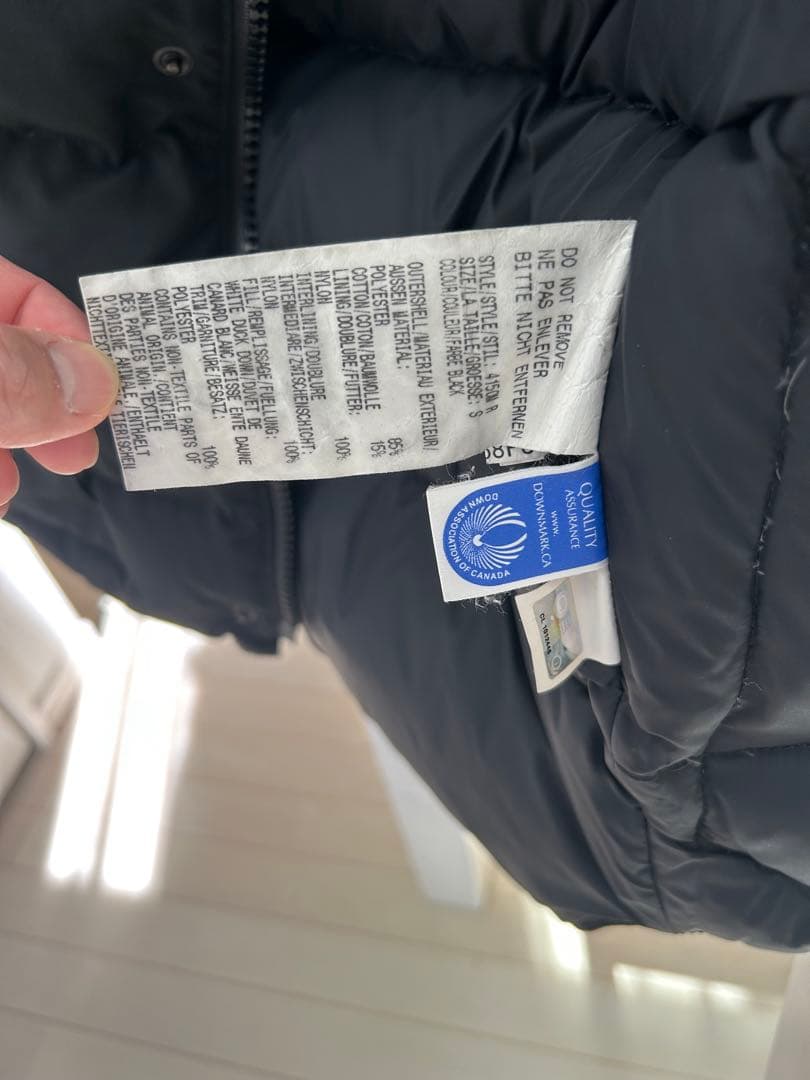 DO NOT REMOVE
NE PAS ENLEVER
BITTE NICHT ENTFERNEN
STYLE/STYLE/STIL: 4150M R
SIZE/LA TAILLE/GROESSE: S
COLOUR/COULEUR/FARBE BLACK
OUTERSHELL/MATERIAU EXTERIEUR/
AUSSEN MATERIAL:
POLYESTER 85%
COTTON/COTON/BAUMWOLLE 15%
LINING/DOUBLURE/FUTTER:
NYLON 100%
INTERLINING/DOUBLURE
INTERMEDIARE/ZWISCHENSCHICHT:
NYLON 100%
FILL/REMPLISSAGE/FUELLUNG:
WHITE DUCK DOWN/DUVET DE
CANARD BLANC/WEISSE ENTE DAUNE
TRIM/GARNITURE/BESATZ:
POLYESTER 100%
CONTAINS NON-TEXTILE PARTS OF
ANIMAL ORIGIN. /CONTIENT
DES PARTIES NON-TEXTILE
D'ORIGINE ANIMALE. /ENTHAELT
TIERISCHEN
QUALITY
ASSURANCE
www.
DOWNMARK.CA
DOWN ASSOCIATION OF CANADA